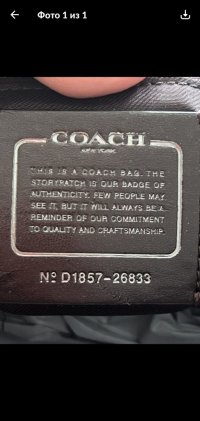 Фото 1 из 1
COACH
NEW YORK
THIS IS A COACH BAG. THE
STORYPATCH IS OUR BADGE OF
AUTHENTICITY. FEW PEOPLE MAY
SEE IT, BUT IT WILL ALWAYS BE A
REMINDER OF OUR COMMITMENT
TO QUALITY AND CRAFTSMANSHIP.
Nº D1857-26833